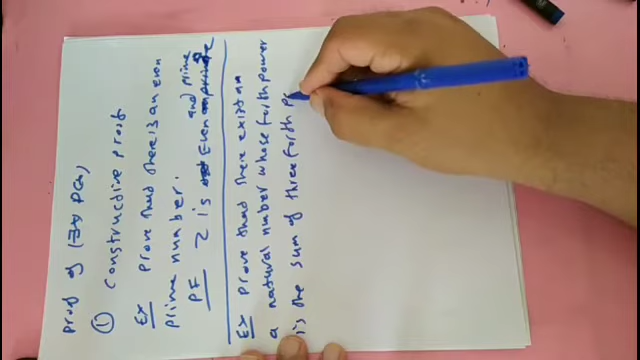 Proof of (∃x P(x))
① constructive proof
Ex prove that there is an even
prime number.
PF 2 is even and prime
Ex prove that there exist an
a natural number whose forth power
is the sum of three forth